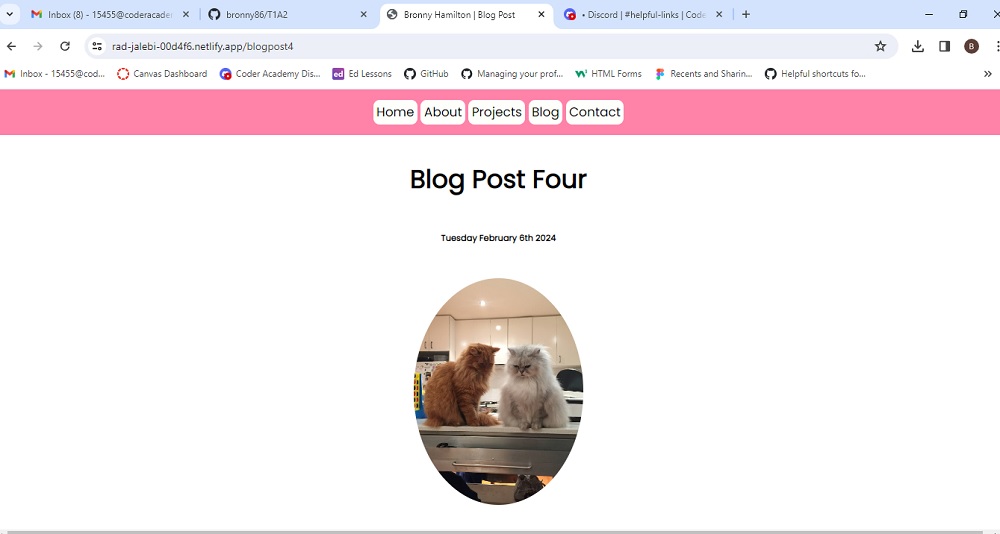 Inbox (8) - 15455@coderacader
bronny86/T1A2
Bronny Hamilton | Blog Post
• Discord | #helpful-links | Code
rad-jalebi-00d4f6.netlify.app/blogpost4
B
Inbox - 15455@cod...
Canvas Dashboard
Coder Academy Dis...
ed
Ed Lessons
GitHub
Managing your prof...
HTML Forms
Recents and Sharin...
Helpful shortcuts fo...
Home
About
Projects
Blog
Contact
Blog Post Four
Tuesday February 6th 2024